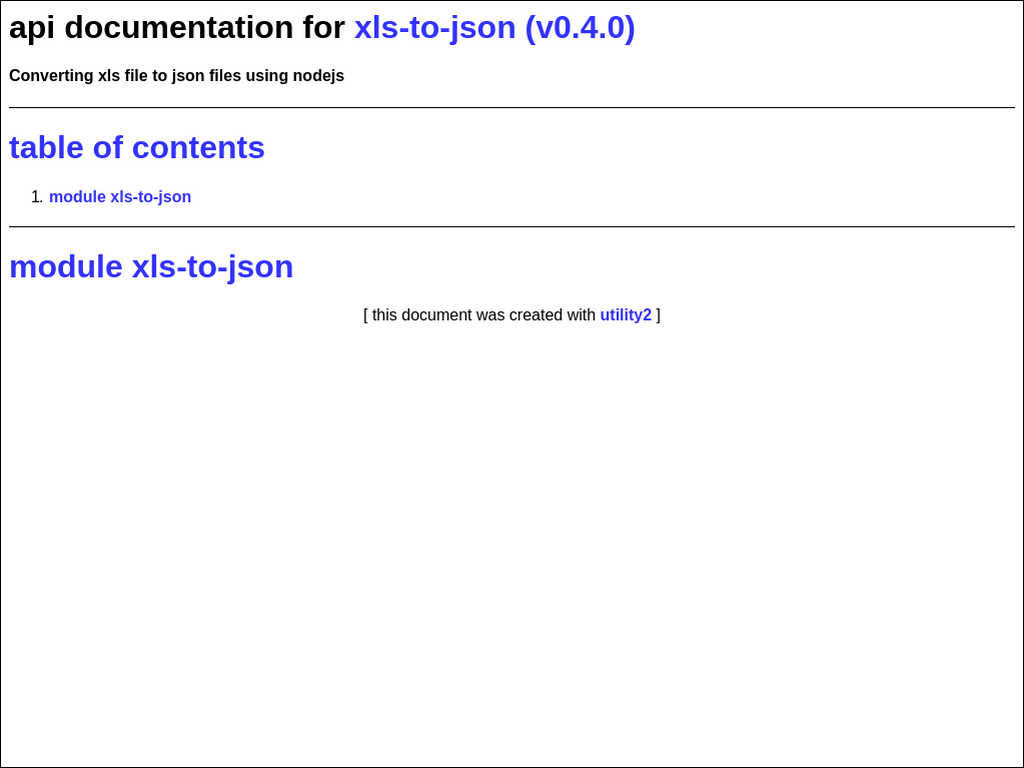 api documentation for xls-to-json (v0.4.0)
Converting xls file to json files using nodejs
table of contents
1. module xls-to-json
module xls-to-json
[ this document was created with utility2 ]